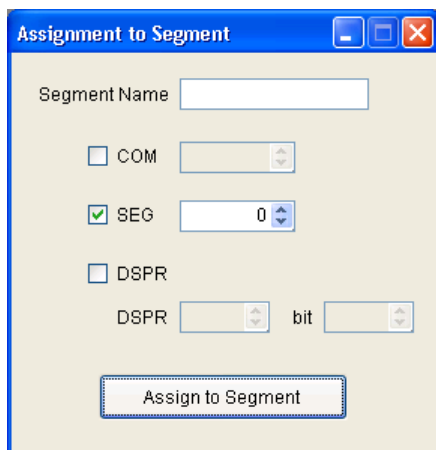 Assignment to Segment
Segment Name
COM
SEG 0
DSPR
DSPR bit
Assign to Segment